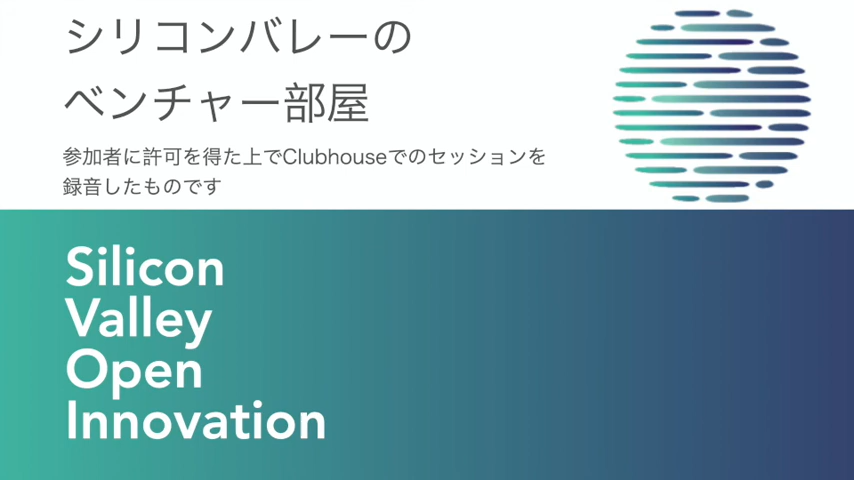 シリコンバレーの
ベンチャー部屋
参加者に許可を得た上でClubhouseでのセッションを
録音したものです
Silicon
Valley
Open
Innovation